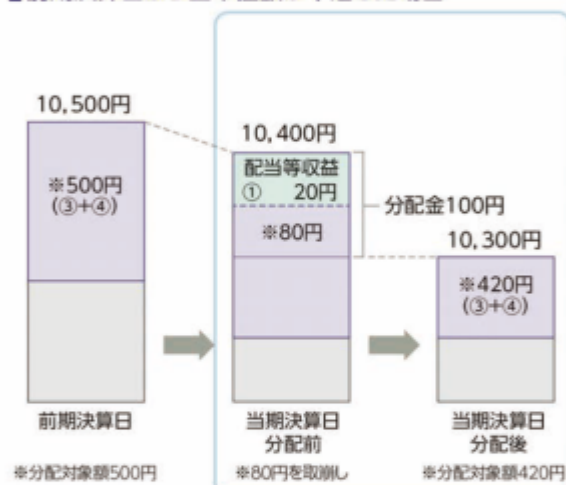 10,500円
※500円
(③+④)
10,400円
配当等収益
① 20円
※80円
分配金100円
10,300円
※420円
(③+④)
前期決算日
当期決算日
分配前
当期決算日
分配後
※分配対象額500円
※80円を取崩し
※分配対象額420円